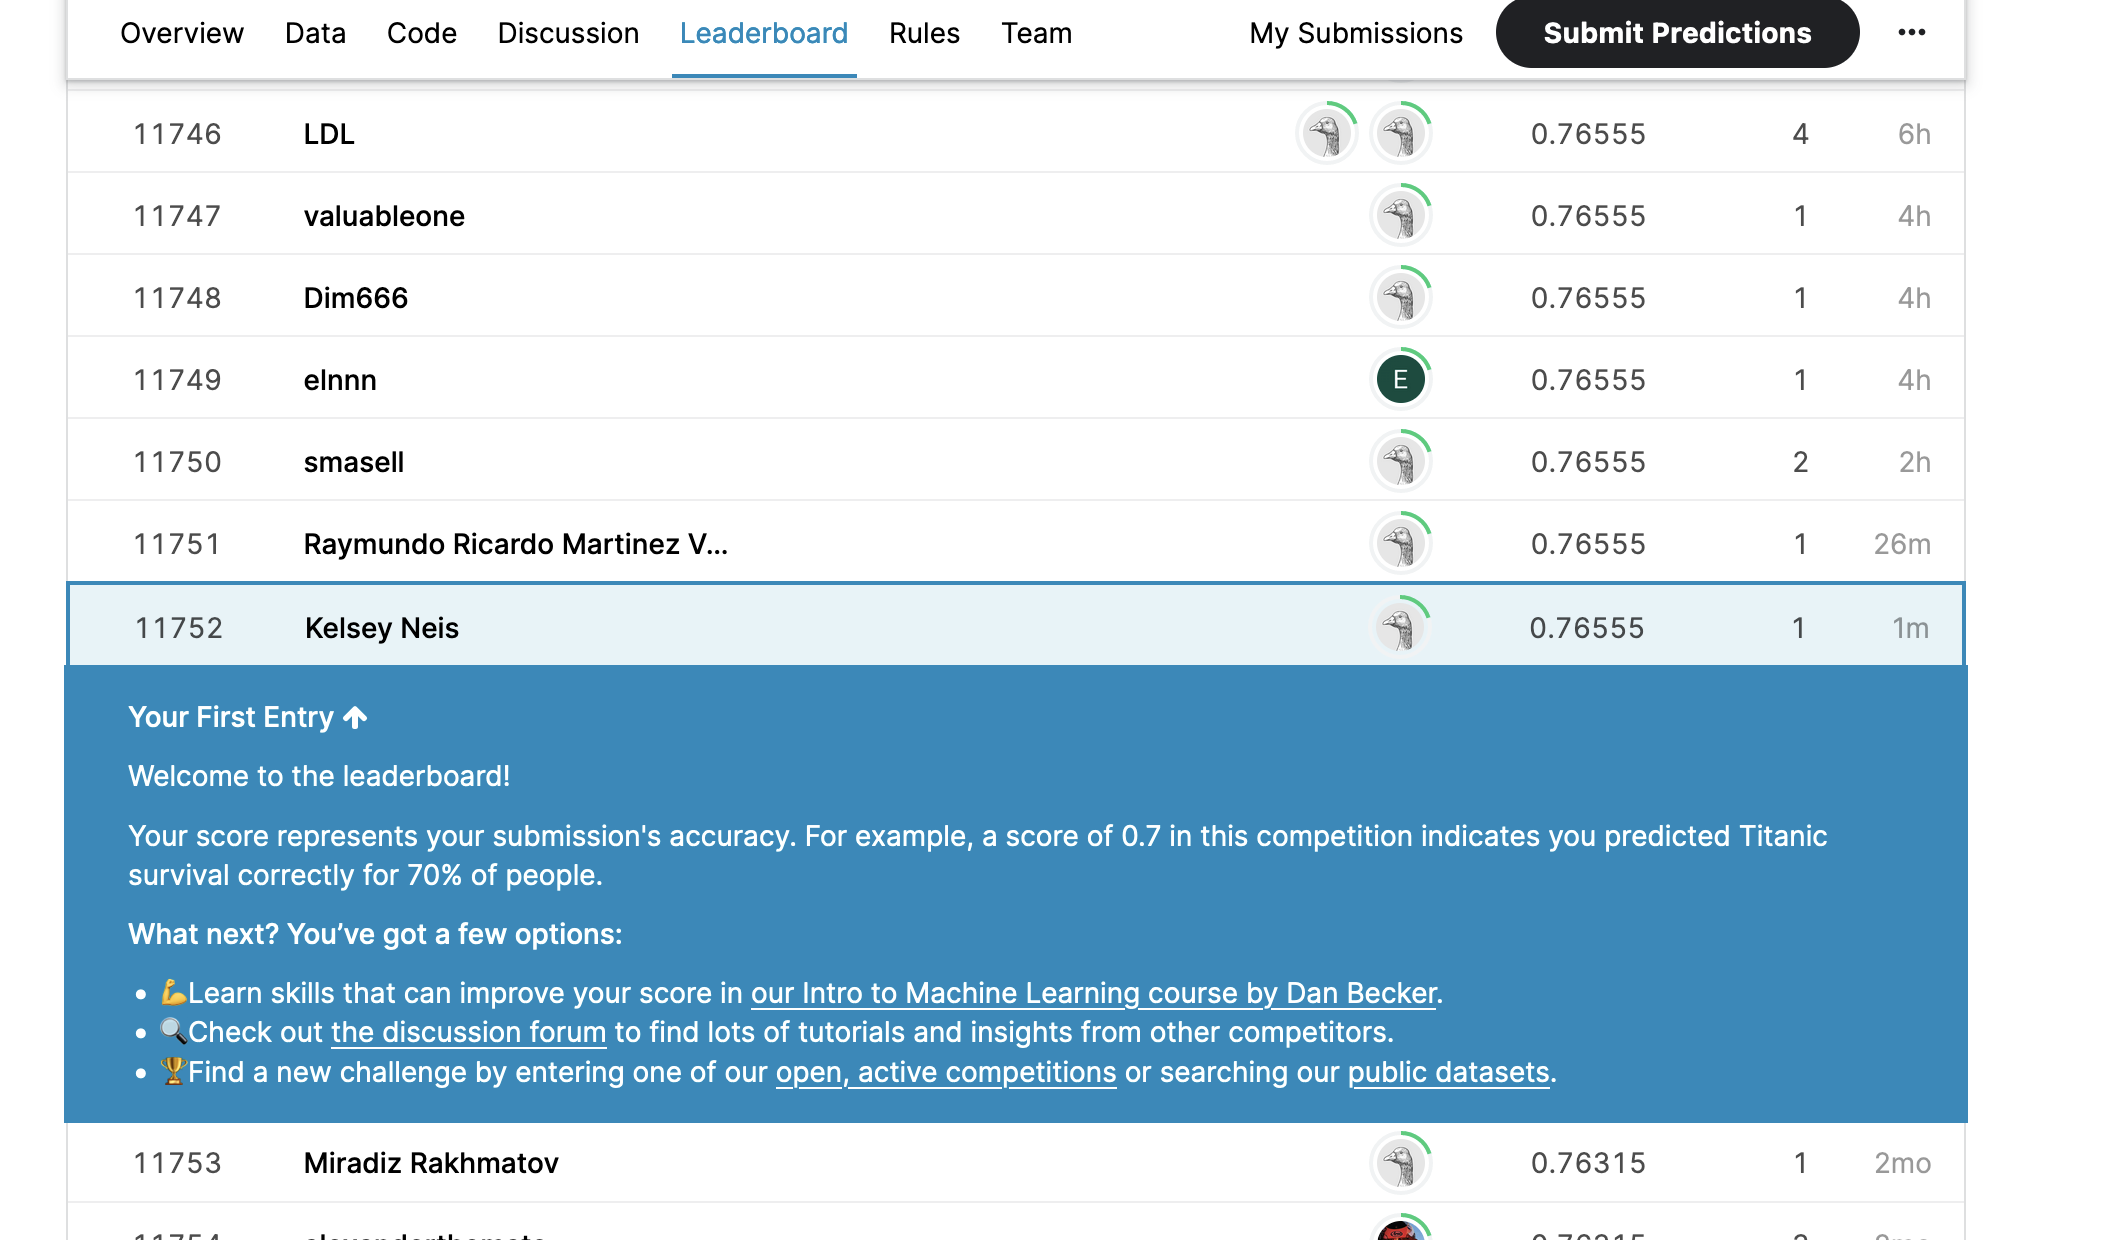 Overview Data Code Discussion Leaderboard Rules Team My Submissions Submit Predictions •••
11746 LDL 0.76555 4 6h
11747 valuableone 0.76555 1 4h
11748 Dim666 0.76555 1 4h
11749 elnnn E 0.76555 1 4h
11750 smasell 0.76555 2 2h
11751 Raymundo Ricardo Martinez V... 0.76555 1 26m
11752 Kelsey Neis 0.76555 1 1m
Your First Entry ↑
Welcome to the leaderboard!
Your score represents your submission's accuracy. For example, a score of 0.7 in this competition indicates you predicted Titanic
survival correctly for 70% of people.
What next? You’ve got a few options:
• 💪Learn skills that can improve your score in our Intro to Machine Learning course by Dan Becker.
• 🔍Check out the discussion forum to find lots of tutorials and insights from other competitors.
• 🏆Find a new challenge by entering one of our open, active competitions or searching our public datasets.
11753 Miradiz Rakhmatov 0.76315 1 2mo
11754 0.76315